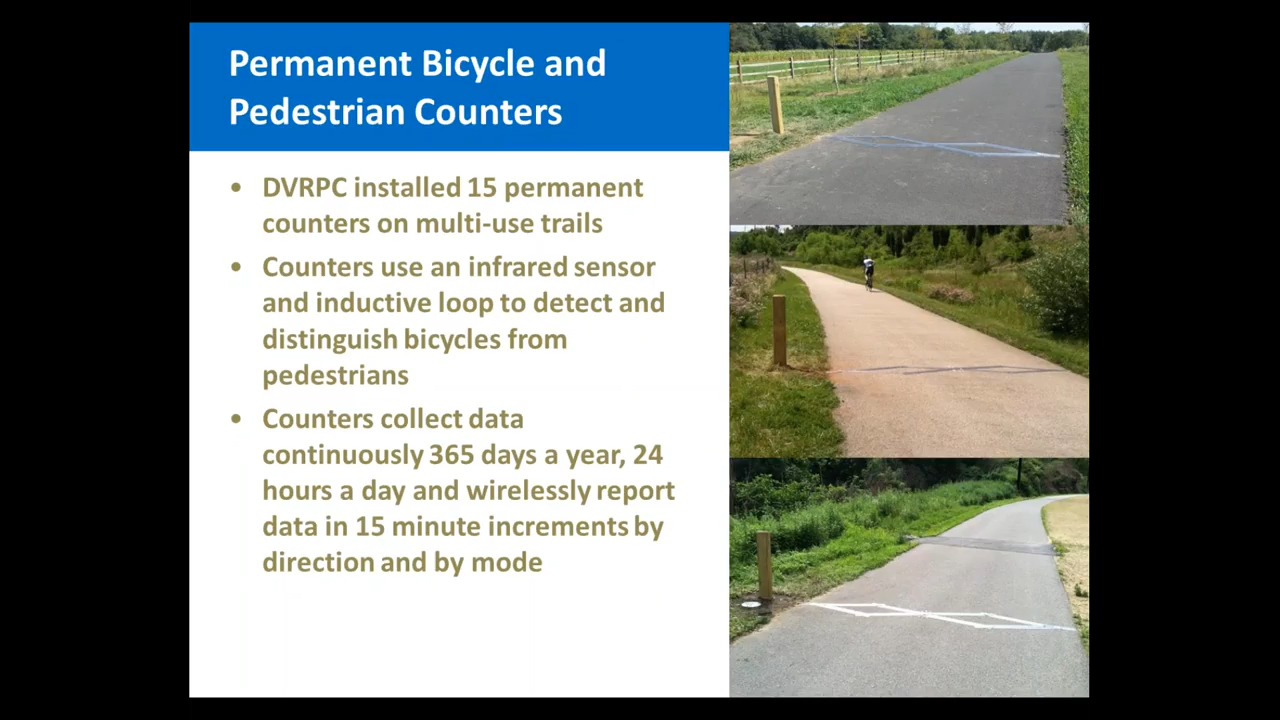 Permanent Bicycle and
Pedestrian Counters
• DVRPC installed 15 permanent
counters on multi-use trails
• Counters use an infrared sensor
and inductive loop to detect and
distinguish bicycles from
pedestrians
• Counters collect data
continuously 365 days a year, 24
hours a day and wirelessly report
data in 15 minute increments by
direction and by mode